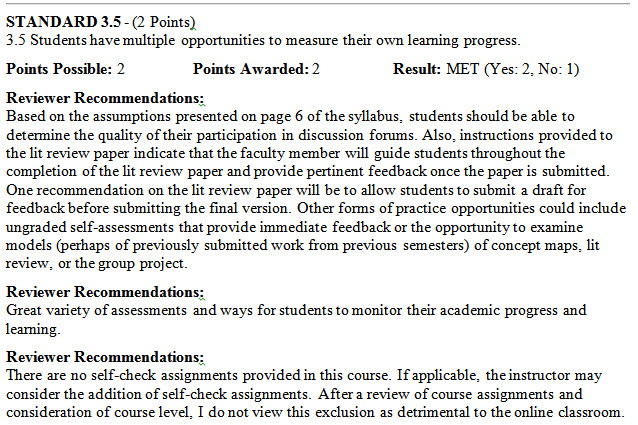 STANDARD 3.5 - (2 Points)
3.5 Students have multiple opportunities to measure their own learning progress.
Points Possible: 2 Points Awarded: 2 Result: MET (Yes: 2, No: 1)
Reviewer Recommendations:
Based on the assumptions presented on page 6 of the syllabus, students should be able to
determine the quality of their participation in discussion forums. Also, instructions provided to
the lit review paper indicate that the faculty member will guide students throughout the
completion of the lit review paper and provide pertinent feedback once the paper is submitted.
One recommendation on the lit review paper will be to allow students to submit a draft for
feedback before submitting the final version. Other forms of practice opportunities could include
ungraded self-assessments that provide immediate feedback or the opportunity to examine
models (perhaps of previously submitted work from previous semesters) of concept maps, lit
review, or the group project.
Reviewer Recommendations:
Great variety of assessments and ways for students to monitor their academic progress and
learning.
Reviewer Recommendations:
There are no self-check assignments provided in this course. If applicable, the instructor may
consider the addition of self-check assignments. After a review of course assignments and
consideration of course level, I do not view this exclusion as detrimental to the online classroom.